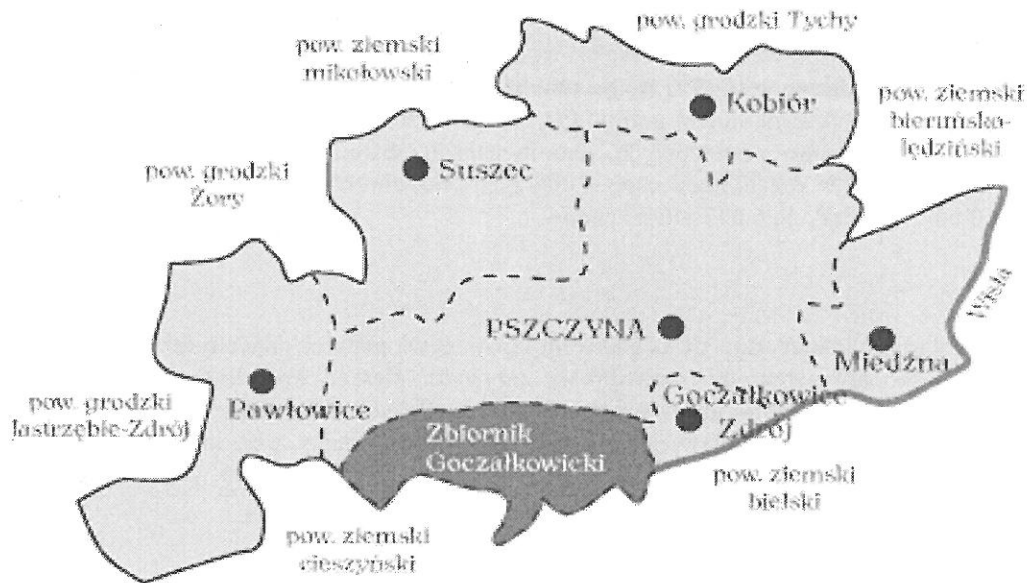 pow. grodzki Tychy
pow. ziemski
mikołowski
Kobiór
pow. ziemski
bieruńsko-
lędziński
Suszec
pow. grodzki
Żory
Wisła
PSZCZYNA
Miedźna
Pawłowice
pow. grodzki
Jastrzębie-Zdrój
Goczałkowice
Zdrój
Zbiornik
Goczałkowicki
pow. ziemski
bielski
pow. ziemski
cieszyński